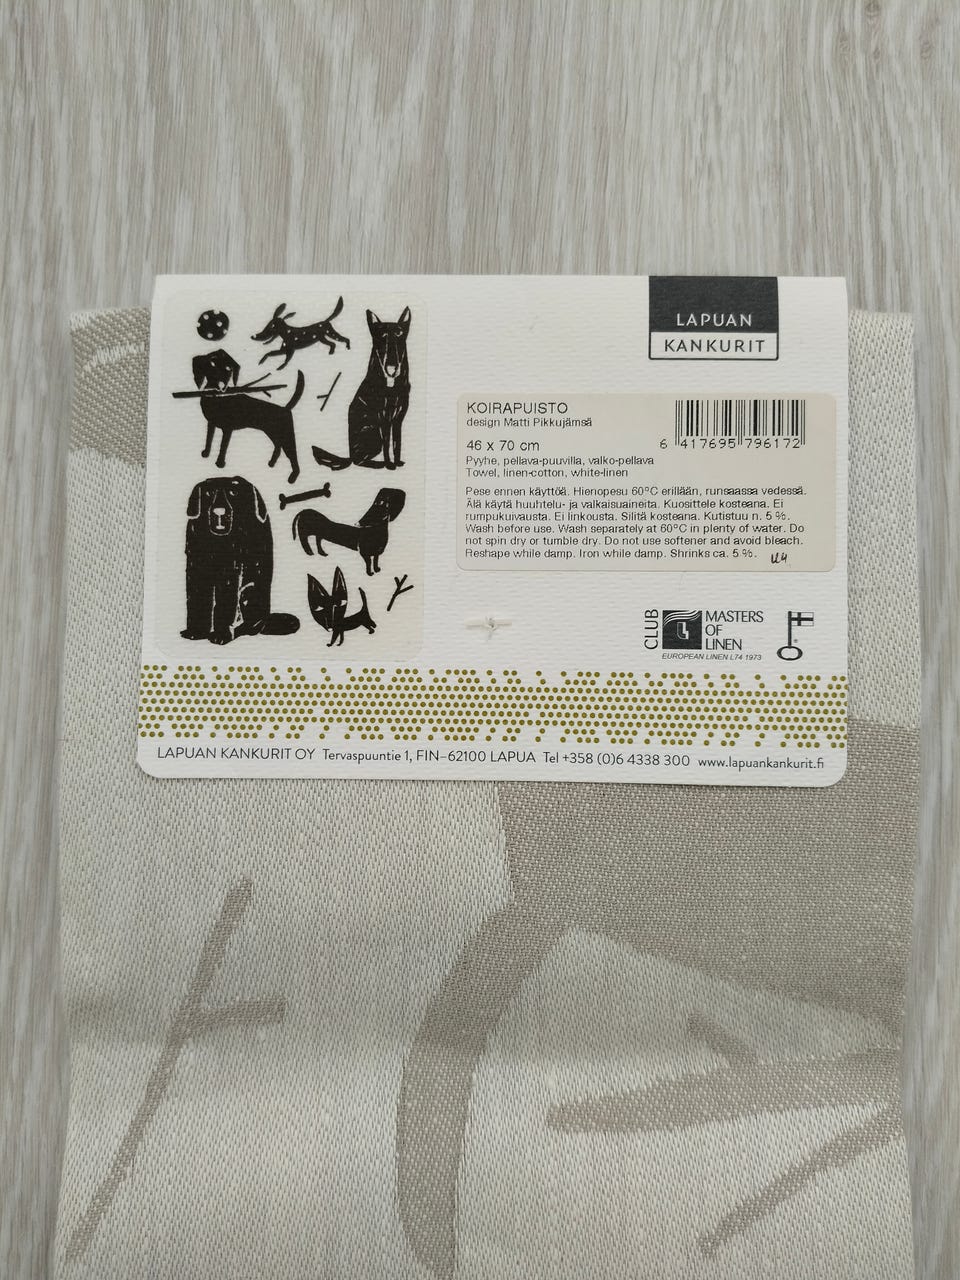 LAPUAN
KANKURIT
KOIRAPUISTO
design Matti Pikkujämsä
46 x 70 cm
6 417695 796172
Pyyhe, pellava-puuvilla, valko-pellava
Towel, linen-cotton, white-linen
Pese ennen käyttöä. Hienopesu 60°C erillään, runsaassa vedessä.
Älä käytä huuhtelu- ja valkaisuaineita. Kuosittele kosteana. Ei
rumpukuivausta. Ei linkousta. Silitä kosteana. Kutistuu n. 5 %.
Wash before use. Wash separately at 60°C in plenty of water. Do
not spin dry or tumble dry. Do not use softener and avoid bleach.
Reshape while damp. Iron while damp. Shrinks ca. 5 %.
CLUB
MASTERS
OF
LINEN
EUROPEAN LINEN L74 1973
LAPUAN KANKURIT OY Tervaspuuntie 1, FIN-62100 LAPUA Tel +358 (0)6 4338 300 www.lapuankankurit.fi